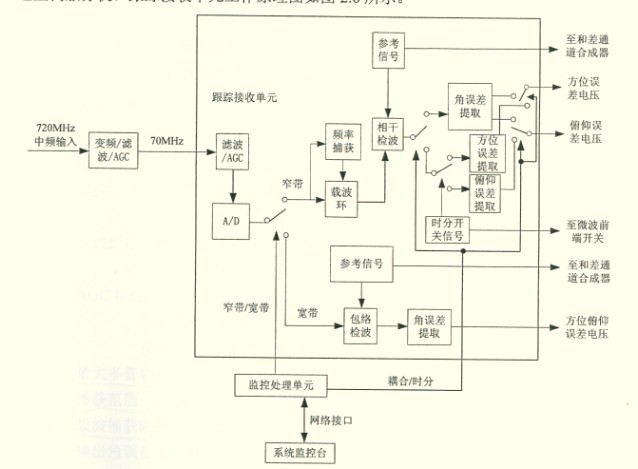 跟踪接收单元
参考
信号
至和差通
道合成器
方位误
差电压
俯仰误
差电压
720MHz
中频输入
变频/滤
波/AGC
70MHz
滤波
/AGC
A/D
窄带
频率
捕获
载波
环
相干
检波
角误差
提取
方位
误差
提取
俯仰
误差
提取
时分开
关信号
至微波前
端开关
参考信号
至和差通
道合成器
窄带/宽带
宽带
包络
检波
角误差
提取
方位俯仰
误差电压
监控处理单元
耦合/时分
网络接口
系统监控台